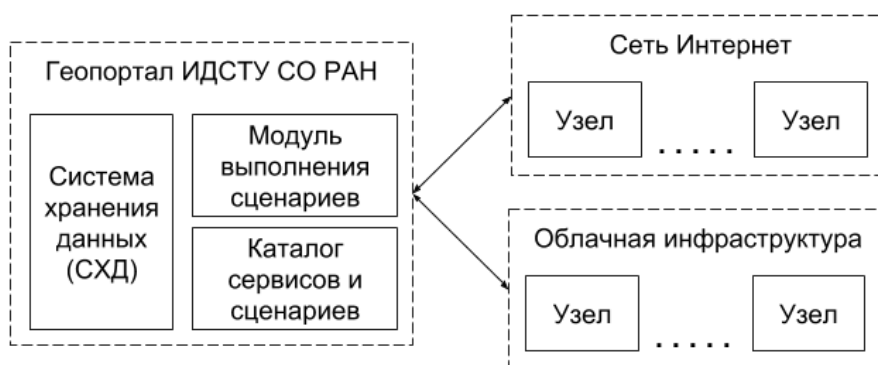 Геопортал ИДСТУ СО РАН
Система
хранения
данных
(СХД)
Модуль
выполнения
сценариев
Каталог
сервисов и
сценариев
Сеть Интернет
Узел
. . . . .
Узел
Облачная инфраструктура
Узел
. . . . .
Узел